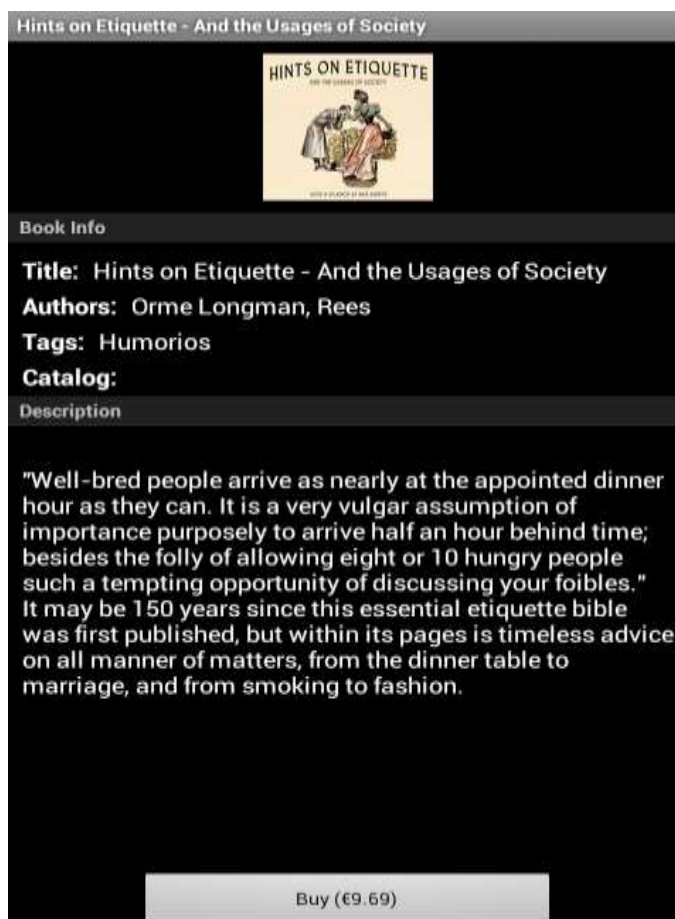 Hints on Etiquette - And the Usages of Society
HINTS ON ETIQUETTE
AND THE USAGES OF SOCIETY
Book Info
Title: Hints on Etiquette - And the Usages of Society
Authors: Orme Longman, Rees
Tags: Humorios
Catalog:
Description
"Well-bred people arrive as nearly at the appointed dinner
hour as they can. It is a very vulgar assumption of
importance purposely to arrive half an hour behind time;
besides the folly of allowing eight or 10 hungry people
such a tempting opportunity of discussing your foibles."
It may be 150 years since this essential etiquette bible
was first published, but within its pages is timeless advice
on all manner of matters, from the dinner table to
marriage, and from smoking to fashion.
Buy (€9.69)